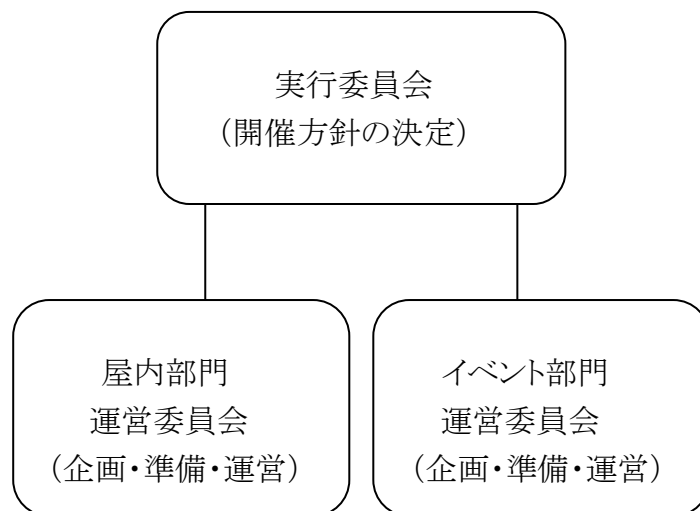 実行委員会
（開催方針の決定）
屋内部門
運営委員会
（企画・準備・運営）
イベント部門
運営委員会
（企画・準備・運営）